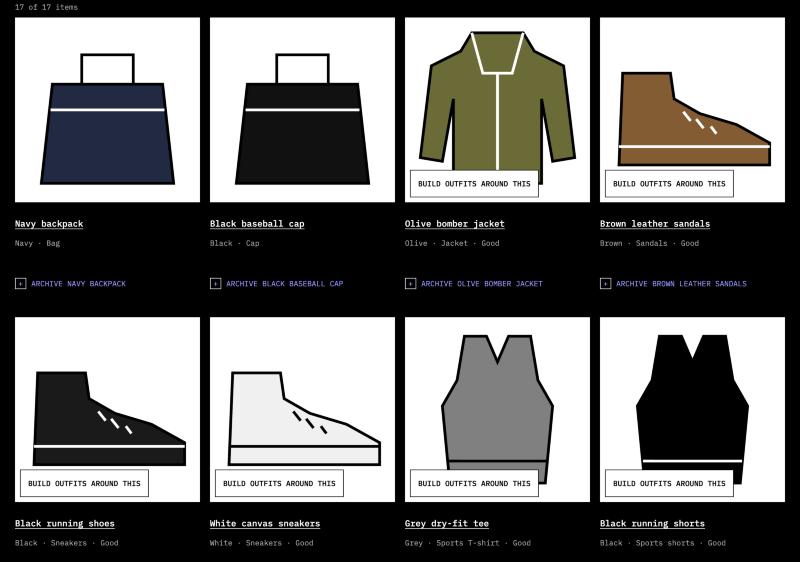 17 of 17 items
BUILD OUTFITS AROUND THIS
BUILD OUTFITS AROUND THIS
Navy backpack
Black baseball cap
Olive bomber jacket
Brown leather sandals
Navy · Bag
Black · Cap
Olive · Jacket · Good
Brown · Sandals · Good
+ ARCHIVE NAVY BACKPACK
+ ARCHIVE BLACK BASEBALL CAP
+ ARCHIVE OLIVE BOMBER JACKET
+ ARCHIVE BROWN LEATHER SANDALS
BUILD OUTFITS AROUND THIS
BUILD OUTFITS AROUND THIS
BUILD OUTFITS AROUND THIS
BUILD OUTFITS AROUND THIS
Black running shoes
White canvas sneakers
Grey dry-fit tee
Black running shorts
Black · Sneakers · Good
White · Sneakers · Good
Grey · Sports T-shirt · Good
Black · Sports shorts · Good